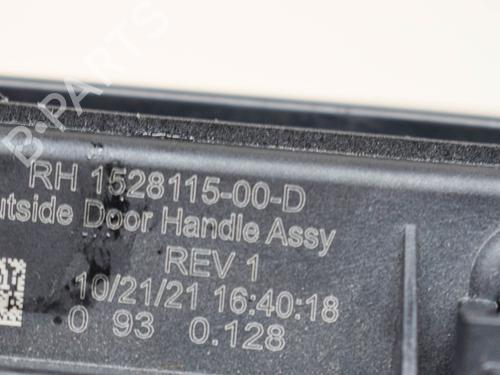 B-PARTS
RH 1528115-00-D
utside Door Handle Assy
REV 1
10/21/21 16:40:18
0 93 0.128